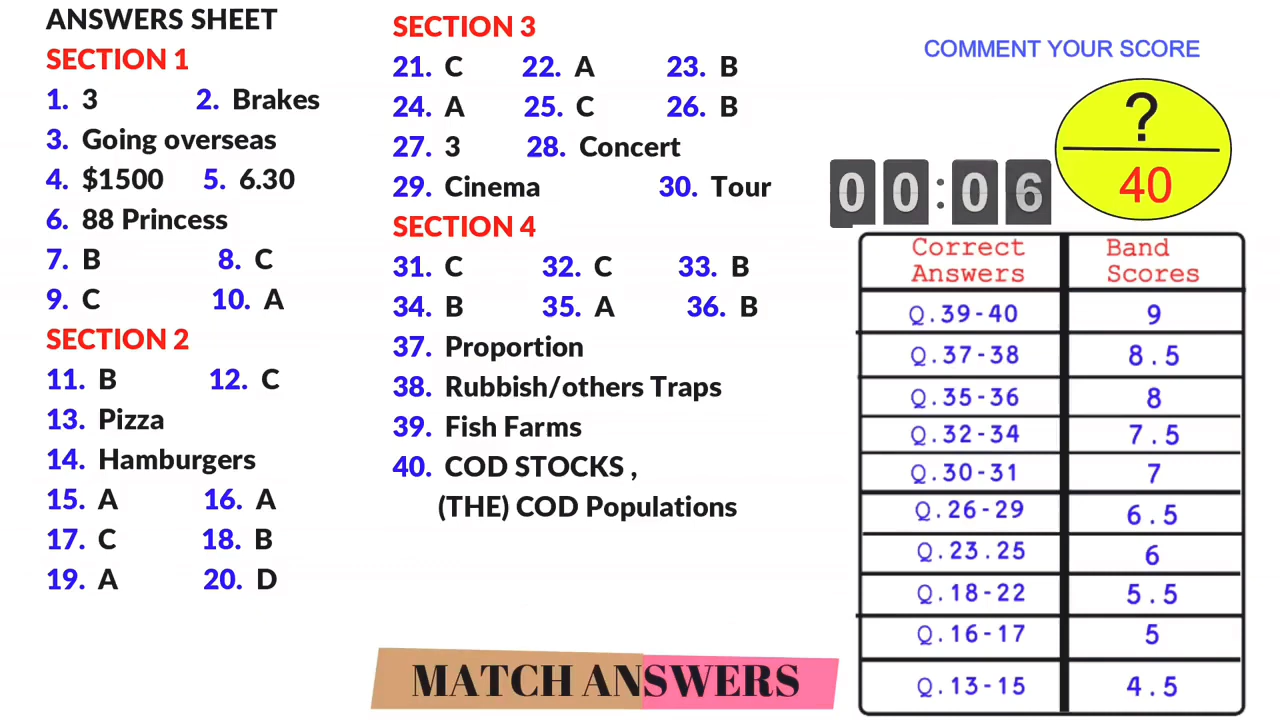 ANSWERS SHEET
SECTION 1
1. 3 2. Brakes
3. Going overseas
4. $1500 5. 6.30
6. 88 Princess
7. B 8. C
9. C 10. A
SECTION 2
11. B 12. C
13. Pizza
14. Hamburgers
15. A 16. A
17. C 18. B
19. A 20. D
SECTION 3
21. C 22. A 23. B
24. A 25. C 26. B
27. 3 28. Concert
29. Cinema 30. Tour
SECTION 4
31. C 32. C 33. B
34. B 35. A 36. B
37. Proportion
38. Rubbish/others Traps
39. Fish Farms
40. COD STOCKS ,
(THE) COD Populations
MATCH ANSWERS
COMMENT YOUR SCORE
?
40
00:06
Correct Answers Band Scores
Q.39-40 9
Q.37-38 8.5
Q.35-36 8
Q.32-34 7.5
Q.30-31 7
Q.26-29 6.5
Q.23.25 6
Q.18-22 5.5
Q.16-17 5
Q.13-15 4.5